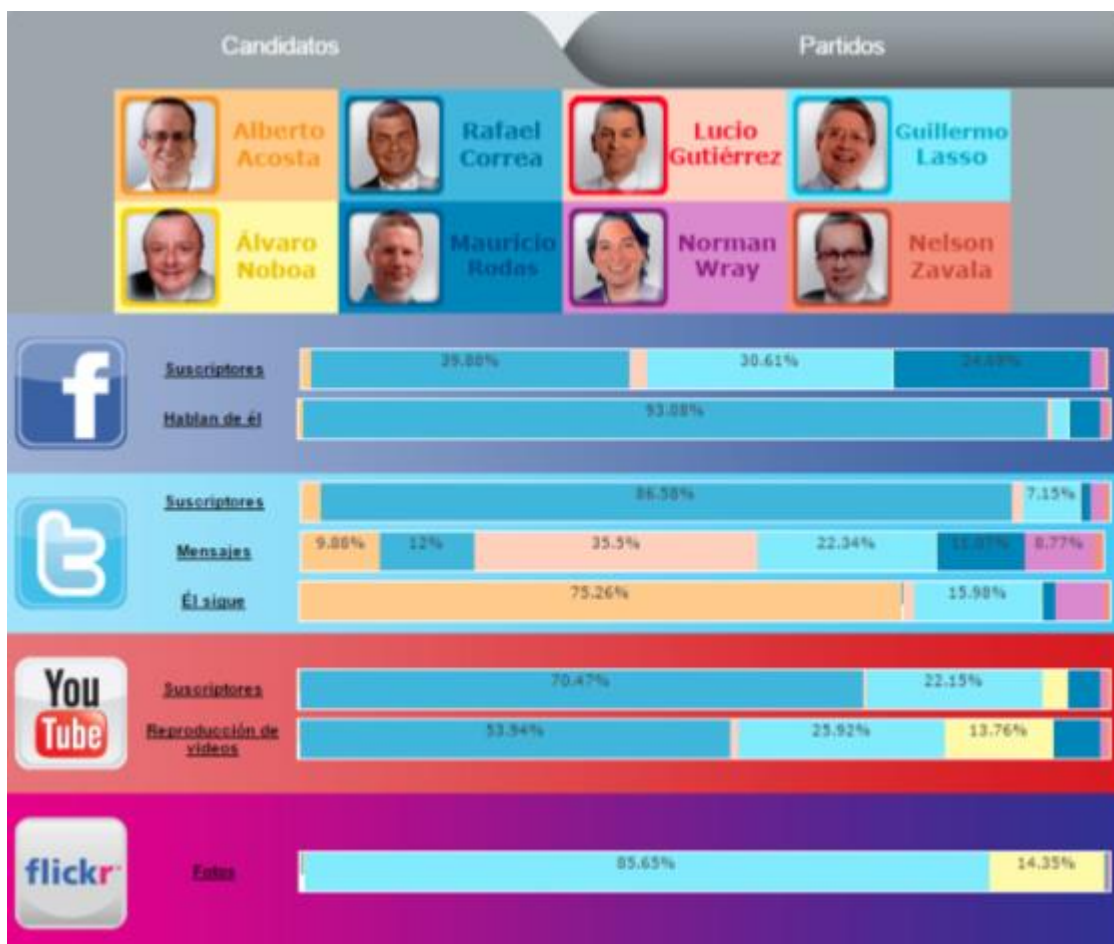 Candidatos
Partidos
Alberto
Acosta
Rafael
Correa
Lucio
Gutiérrez
Guillermo
Lasso
Álvaro
Noboa
Mauricio
Rodas
Norman
Wray
Nelson
Zavala
f
Suscriptores
39.88% 30.61% 24.69%
Hablan de él
93.08%
t
Suscriptores
86.58% 7.15%
Mensajes
9.88% 12% 35.5% 22.34% 8.77%
Él sigue
75.26% 15.98%
You
Tube
Suscriptores
70.47% 22.15%
Reproducción de
videos
53.94% 25.92% 13.76%
flickr
Fotos
85.65% 14.35%